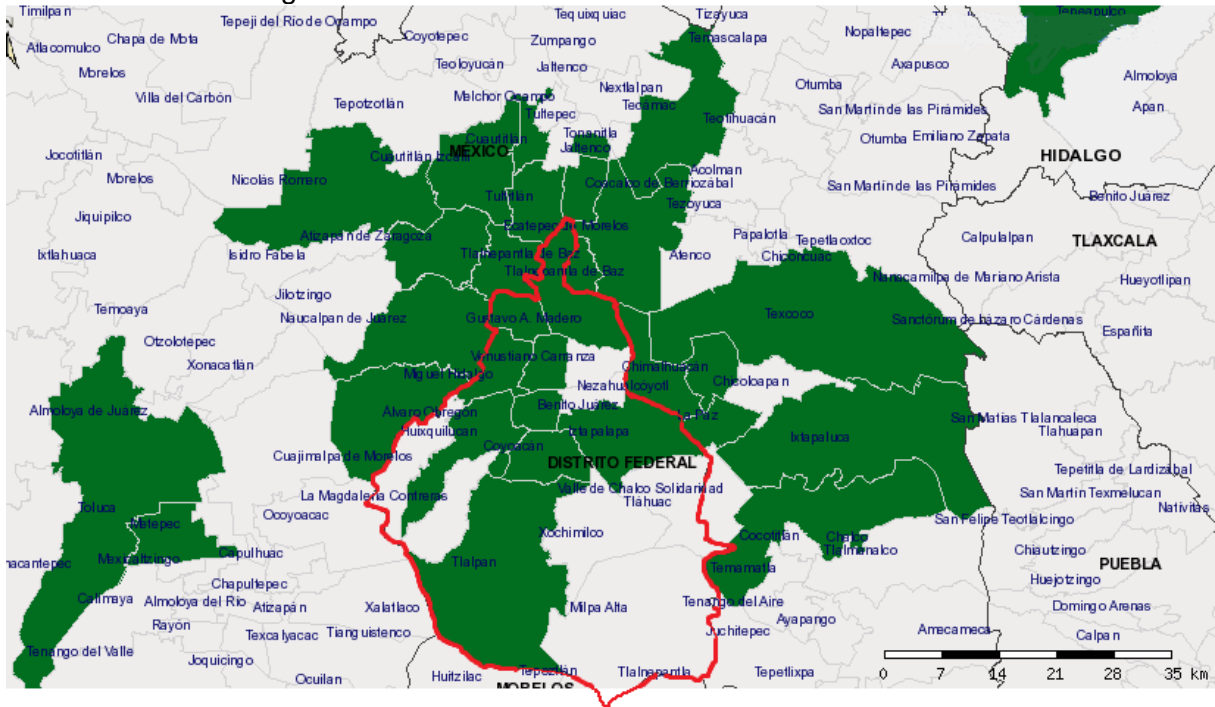 Timilpan
Tepeji del Río de Ocampo
Tequixquiac
Tizayuca
Teneapulco
Chapa de Mota
Coyotepec
Zumpango
Temascalapa
Nopaltepec
Atlacomulco
Morelos
Teoloyucán
Jaltenco
Axapusco
Almoloya
Villa del Carbón
Tepotzotlán
Melchor Ocampo
Nextlalpan
Otumba
Tultepec
Tecámac
San Martín de las Pirámides
Apan
Teotihuacán
Cuautitlán
Tonanitla
Otumba
Emiliano Zapata
Jaltenco
Jocotitlán
MEXICO
Cuautitlán Izcalli
HIDALGO
Morelos
Nicolás Romero
Acolman
Coacalco de Berriozábal
San Martín de las Pirámides
Tultitlán
Benito Juárez
Jiquipilco
Tezoyuca
Ecatepec de Morelos
Atizapán de Zaragoza
Papalotla
Tepetlaoxtoc
Calpulalpan
TLAXCALA
Ixtlahuaca
Isidro Fabela
Tlalnepantla de Baz
Atenco
Chiconcuac
Tlalnepantla de Baz
Nanacamilpa de Mariano Arista
Hueyotlipan
Jilotzingo
Temoaya
Naucalpan de Juárez
Gustavo A. Madero
Texcoco
Sanctórum de Lázaro Cárdenas
Españita
Otzolotepec
Xonacatlán
Venustiano Carranza
Chimalhuacán
Miguel Hidalgo
Nezahualcóyotl
Chicoloapan
Almoloya de Juárez
Álvaro Obregón
Benito Juárez
La Paz
San Matías Tlalancaleca
Huixquilucan
Iztapalapa
Ixtapaluca
Tlahuapan
Coyoacán
Cuajimalpa de Morelos
DISTRITO FEDERAL
Tepetitla de Lardizábal
La Magdalena Contreras
Valle de Chalco Solidaridad
San Martín Texmelucan
Toluca
Ocoyoacac
Tláhuac
Nativitas
Metepec
San Felipe Teotlalcingo
Xochimilco
Cocotitlán
Chalco
Mexicaltzingo
Capulhuac
Tlalmanalco
Chiautzingo
nacantepec
Tlalpan
Temamatla
PUEBLA
Chapultepec
Huejotzingo
Calimaya
Almoloya del Río
Atizapán
Xalatlaco
Milpa Alta
Tenango del Aire
Domingo Arenas
Rayón
Ayapango
Texcalyacac
Tianguistenco
Juchitepec
Amecameca
Calpan
Tenango del Valle
Joquicingo
Ocuilan
Huitzilac
Tepoztlán
Tlalnepantla
Tepetlixpa
MORELOS
0 7 14 21 28 35 km